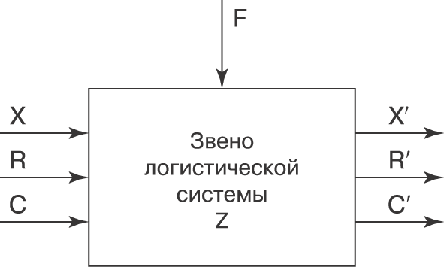 F
X
R
C
Звено
логистической
системы
Z
X′
R′
C′